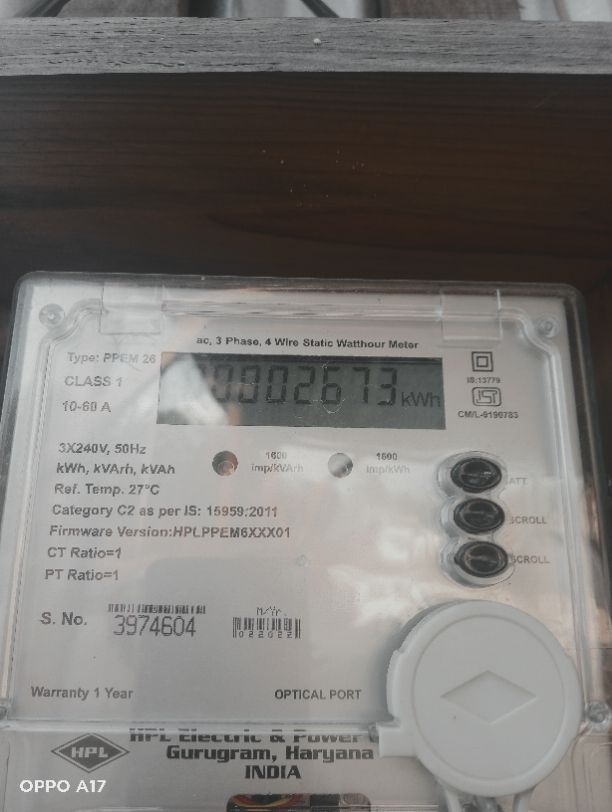 ac, 3 Phase, 4 Wire Static Watthour Meter
Type: PPEM 26
CLASS 1
10-60 A
kWh
IS:13779
ISI
CM/L-9190783
3X240V, 50Hz
kWh, kVArh, kVAh
Ref. Temp. 27°C
Category C2 as per IS: 15959:2011
Firmware Version:HPLPPEM6XXX01
CT Ratio=1
PT Ratio=1
1600
imp/kVArh
1600
imp/kWh
SCROLL
SCROLL
S. No.
3974604
M/Yr.
022022
Warranty 1 Year
OPTICAL PORT
HPL Electric & Power
Gurugram, Haryana
INDIA
HPL
OPPO A17